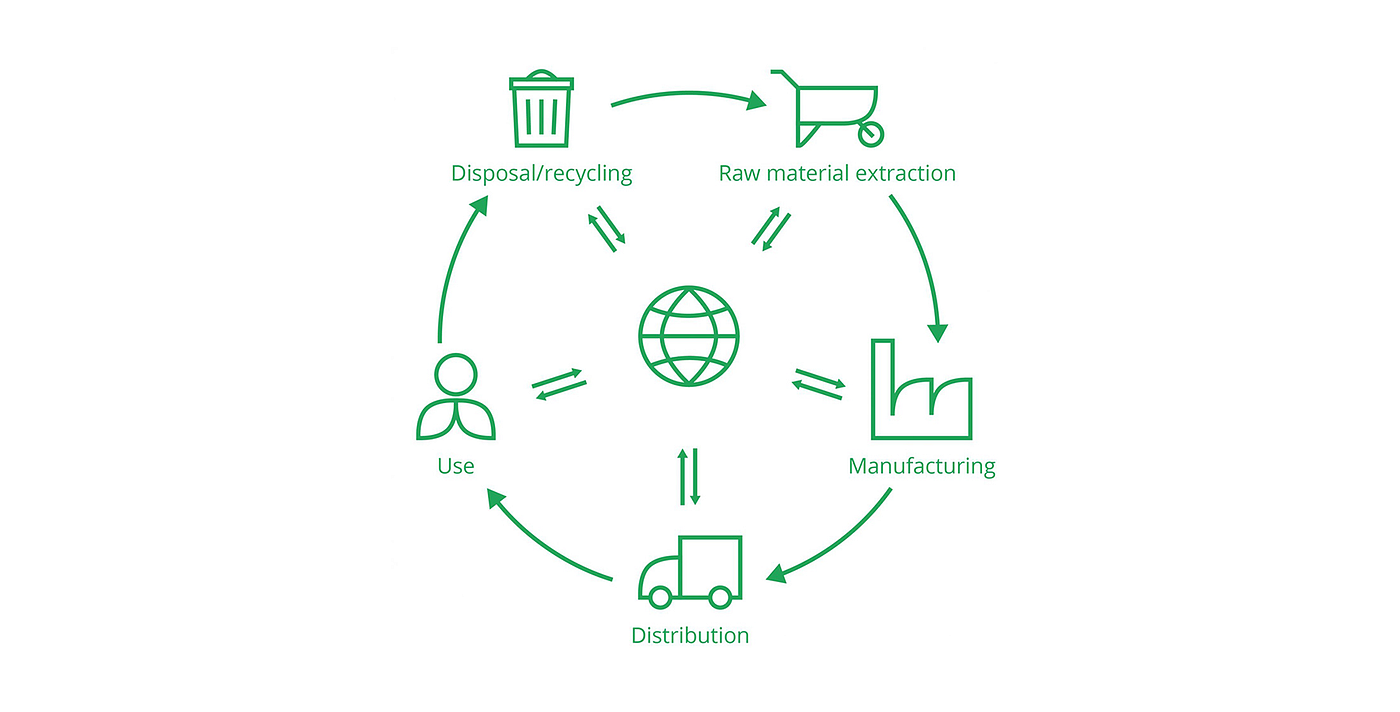 Disposal/recycling
Raw material extraction
Use
Manufacturing
Distribution